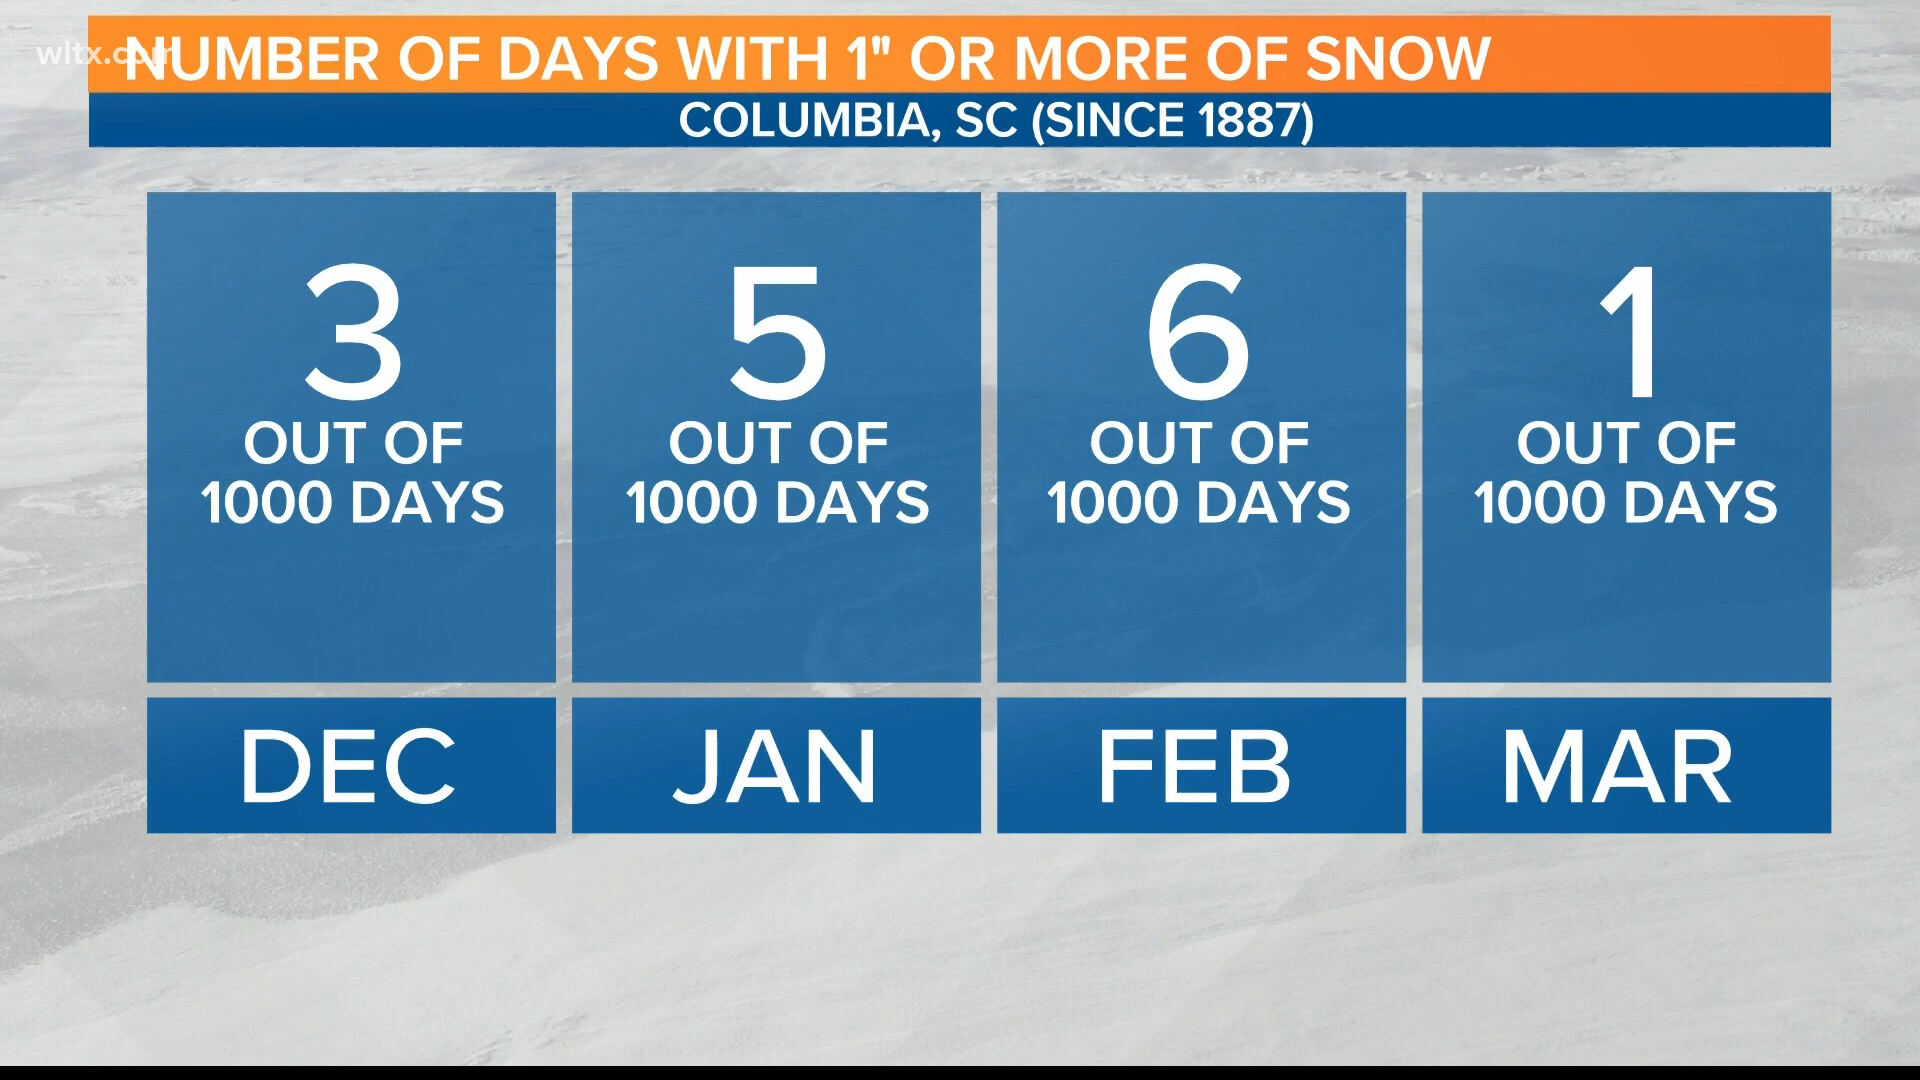 wltx.com
NUMBER OF DAYS WITH 1" OR MORE OF SNOW
COLUMBIA, SC (SINCE 1887)
3
OUT OF
1000 DAYS
DEC
5
OUT OF
1000 DAYS
JAN
6
OUT OF
1000 DAYS
FEB
1
OUT OF
1000 DAYS
MAR